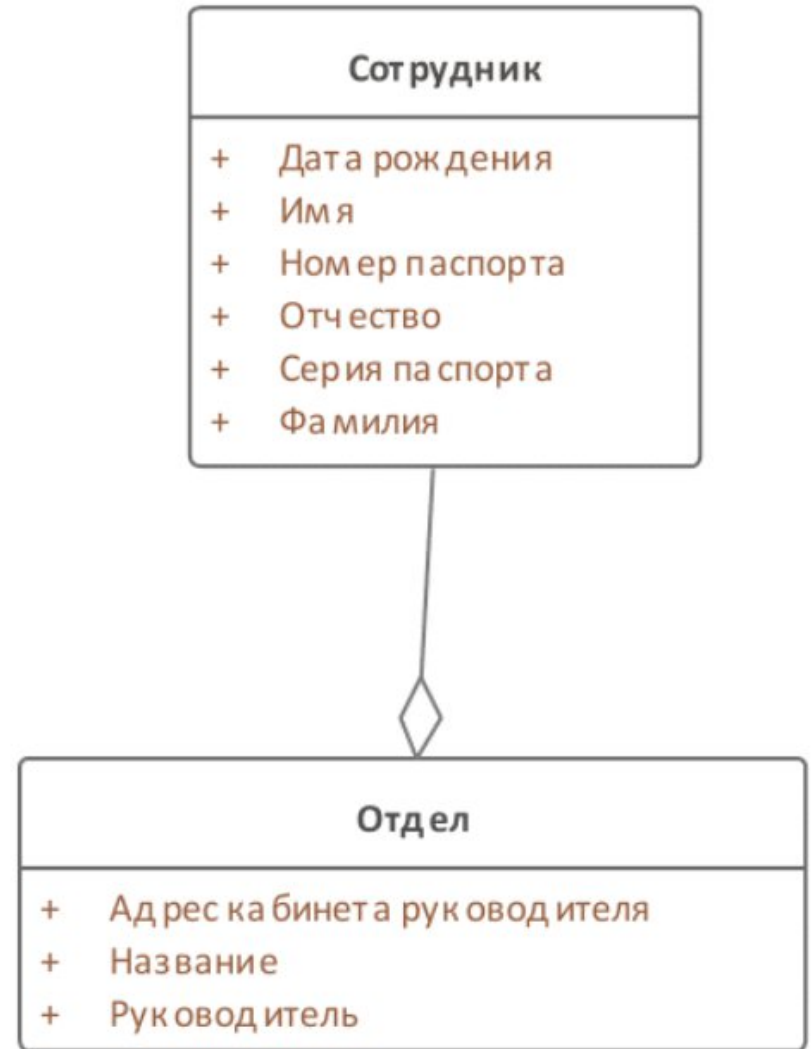 Сотрудник
+ Дата рождения
+ Имя
+ Номер паспорта
+ Отчество
+ Серия паспорта
+ Фамилия
Отдел
+ Адрес кабинета руководителя
+ Название
+ Руководитель